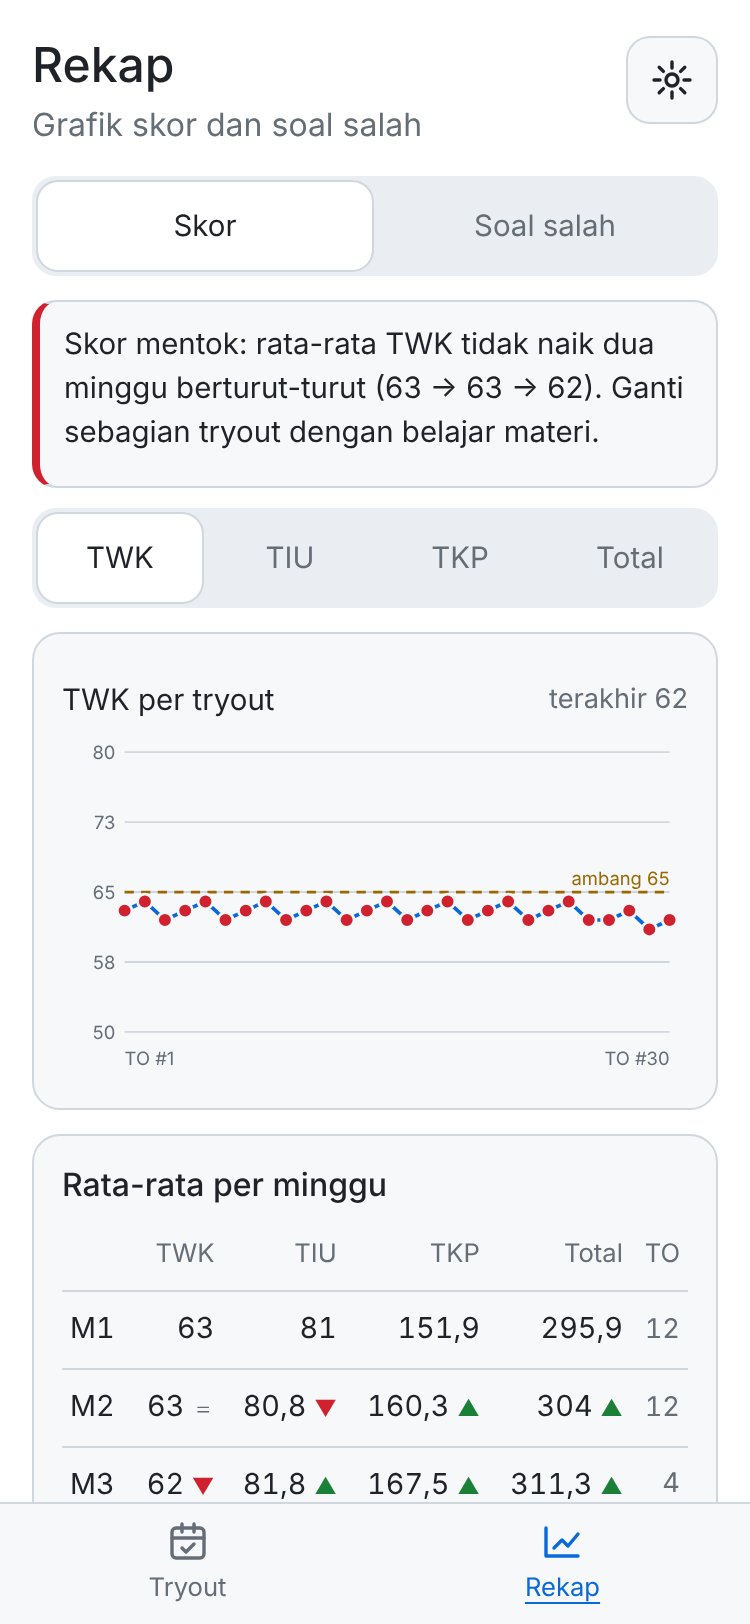 Rekap
Grafik skor dan soal salah
Skor Soal salah
Skor mentok: rata-rata TWK tidak naik dua
minggu berturut-turut (63 → 63 → 62). Ganti
sebagian tryout dengan belajar materi.
TWK TIU TKP Total
TWK per tryout terakhir 62
80
73
ambang 65
65
58
50
TO #1 TO #30
Rata-rata per minggu
TWK TIU TKP Total TO
M1 63 81 151,9 295,9 12
M2 63 = 80,8 ▼ 160,3 ▲ 304 ▲ 12
M3 62 ▼ 81,8 ▲ 167,5 ▲ 311,3 ▲ 4
Tryout Rekap